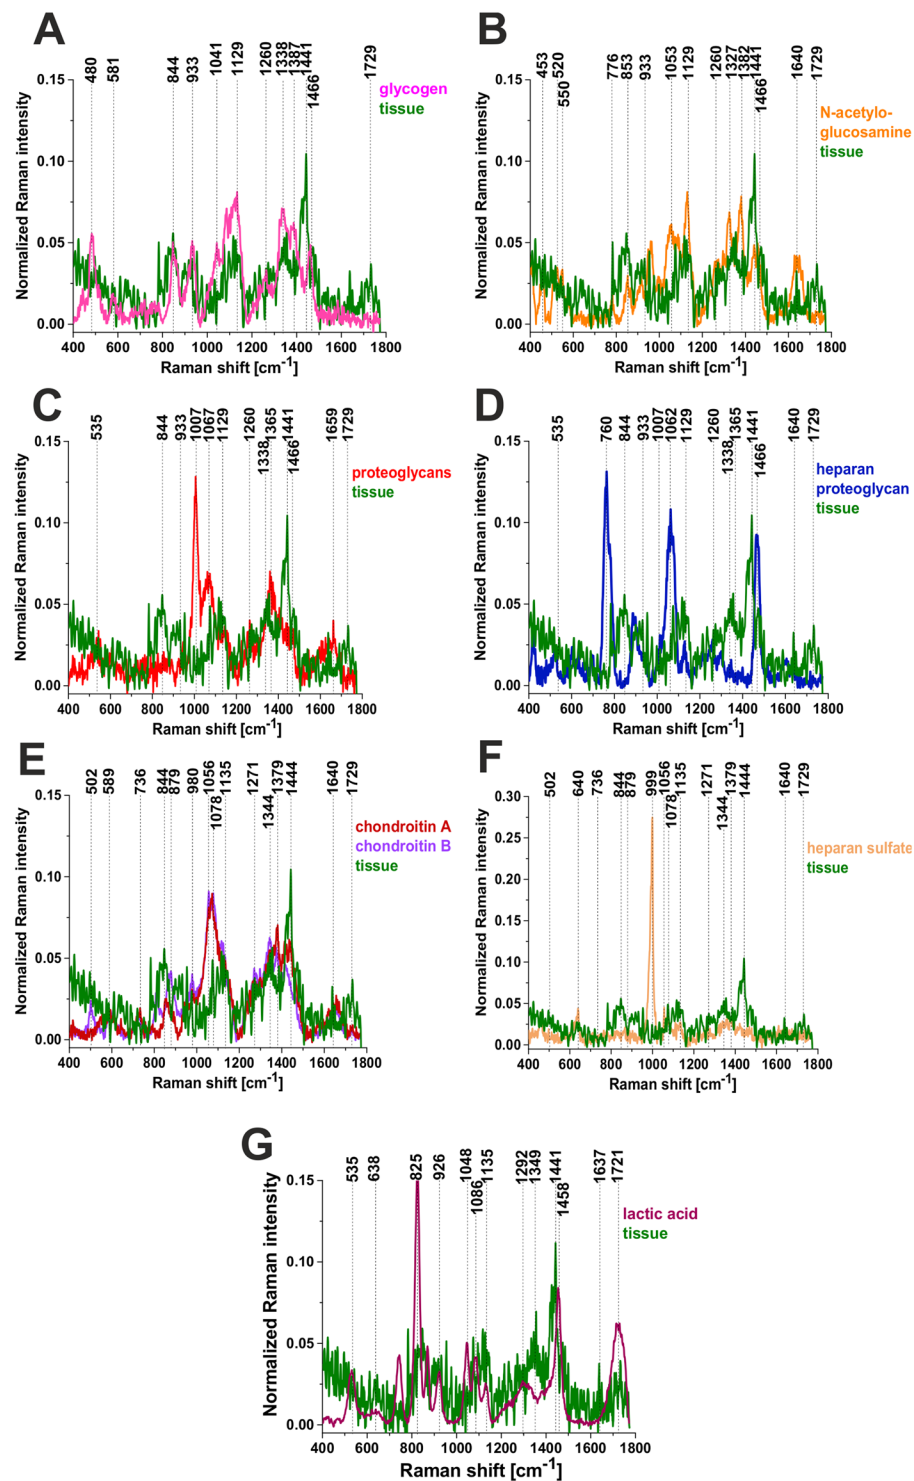 A
480 581 844 933 1041 1129 1260 1338 1387 1441 1466 1729
Normalized Raman intensity
0.15
0.10
0.05
0.00
glycogen
tissue
400 600 800 1000 1200 1400 1600 1800
Raman shift [cm-1]
B
453 520 550 776 853 933 1053 1129 1260 1327 1382 1441 1466 1640 1729
Normalized Raman intensity
0.15
0.10
0.05
0.00
N-acetylo-
glucosamine
tissue
400 600 800 1000 1200 1400 1600 1800
Raman shift [cm-1]
C
535 844 933 1007 1067 1129 1260 1338 1365 1441 1466 1659 1729
Normalized Raman intensity
0.15
0.10
0.05
0.00
proteoglycans
tissue
400 600 800 1000 1200 1400 1600 1800
Raman shift [cm-1]
D
535 760 844 933 1007 1062 1129 1260 1338 1365 1441 1466 1640 1729
Normalized Raman intensity
0.15
0.10
0.05
0.00
heparan
proteoglycan
tissue
400 600 800 1000 1200 1400 1600 1800
Raman shift [cm-1]
E
502 589 736 844 879 980 1056 1078 1135 1271 1344 1379 1444 1640 1729
Normalized Raman intensity
0.15
0.10
0.05
0.00
chondroitin A
chondroitin B
tissue
400 600 800 1000 1200 1400 1600 1800
Raman shift [cm-1]
F
502 640 736 844 879 999 1056 1078 1135 1271 1344 1379 1444 1640 1729
Normalized Raman intensity
0.30
0.25
0.20
0.15
0.10
0.05
0.00
heparan sulfate
tissue
400 600 800 1000 1200 1400 1600 1800
Raman shift [cm-1]
G
535 638 825 926 1048 1086 1135 1292 1349 1441 1458 1637 1721
Normalized Raman intensity
0.15
0.10
0.05
0.00
lactic acid
tissue
400 600 800 1000 1200 1400 1600 1800
Raman shift [cm-1]